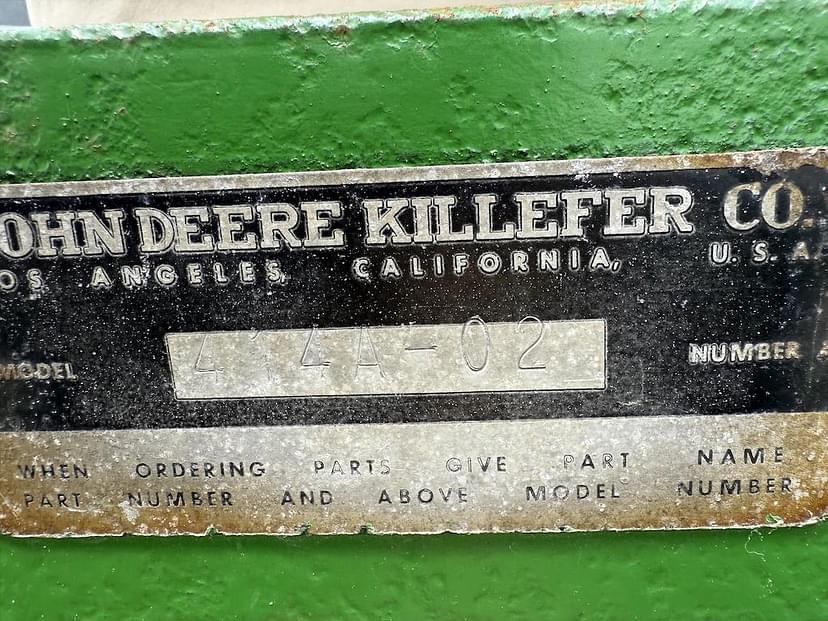 OHN DEERE KILLEFER CO.
OS ANGELES, CALIFORNIA, U. S. A.
MODEL 414A-02 NUMBER
WHEN ORDERING PARTS GIVE PART NAME
PART NUMBER AND ABOVE MODEL NUMBER